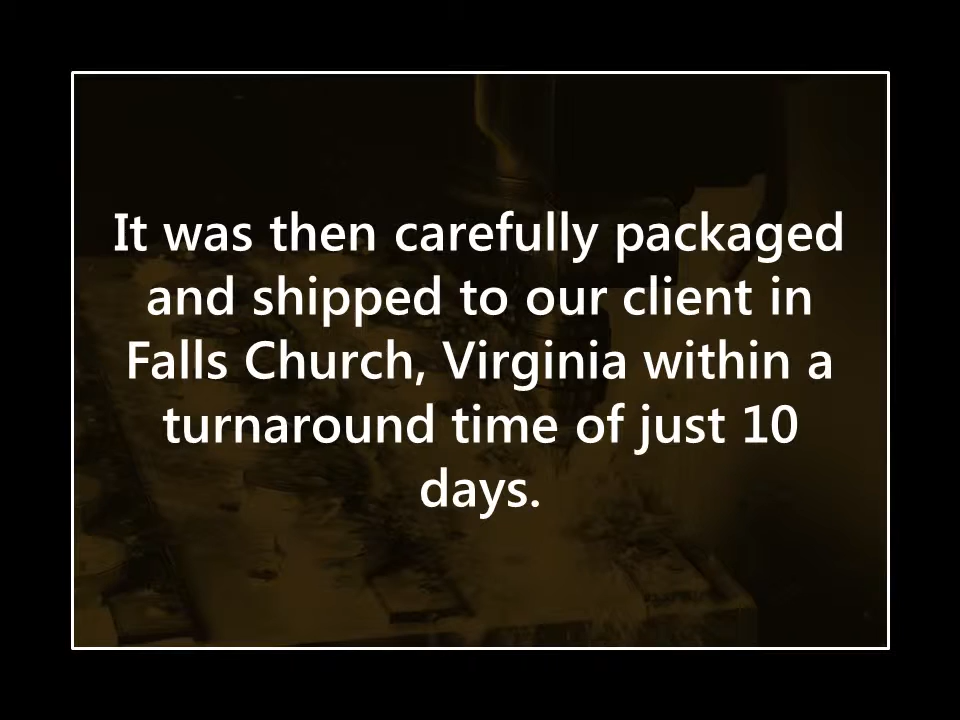 It was then carefully packaged
and shipped to our client in
Falls Church, Virginia within a
turnaround time of just 10
days.